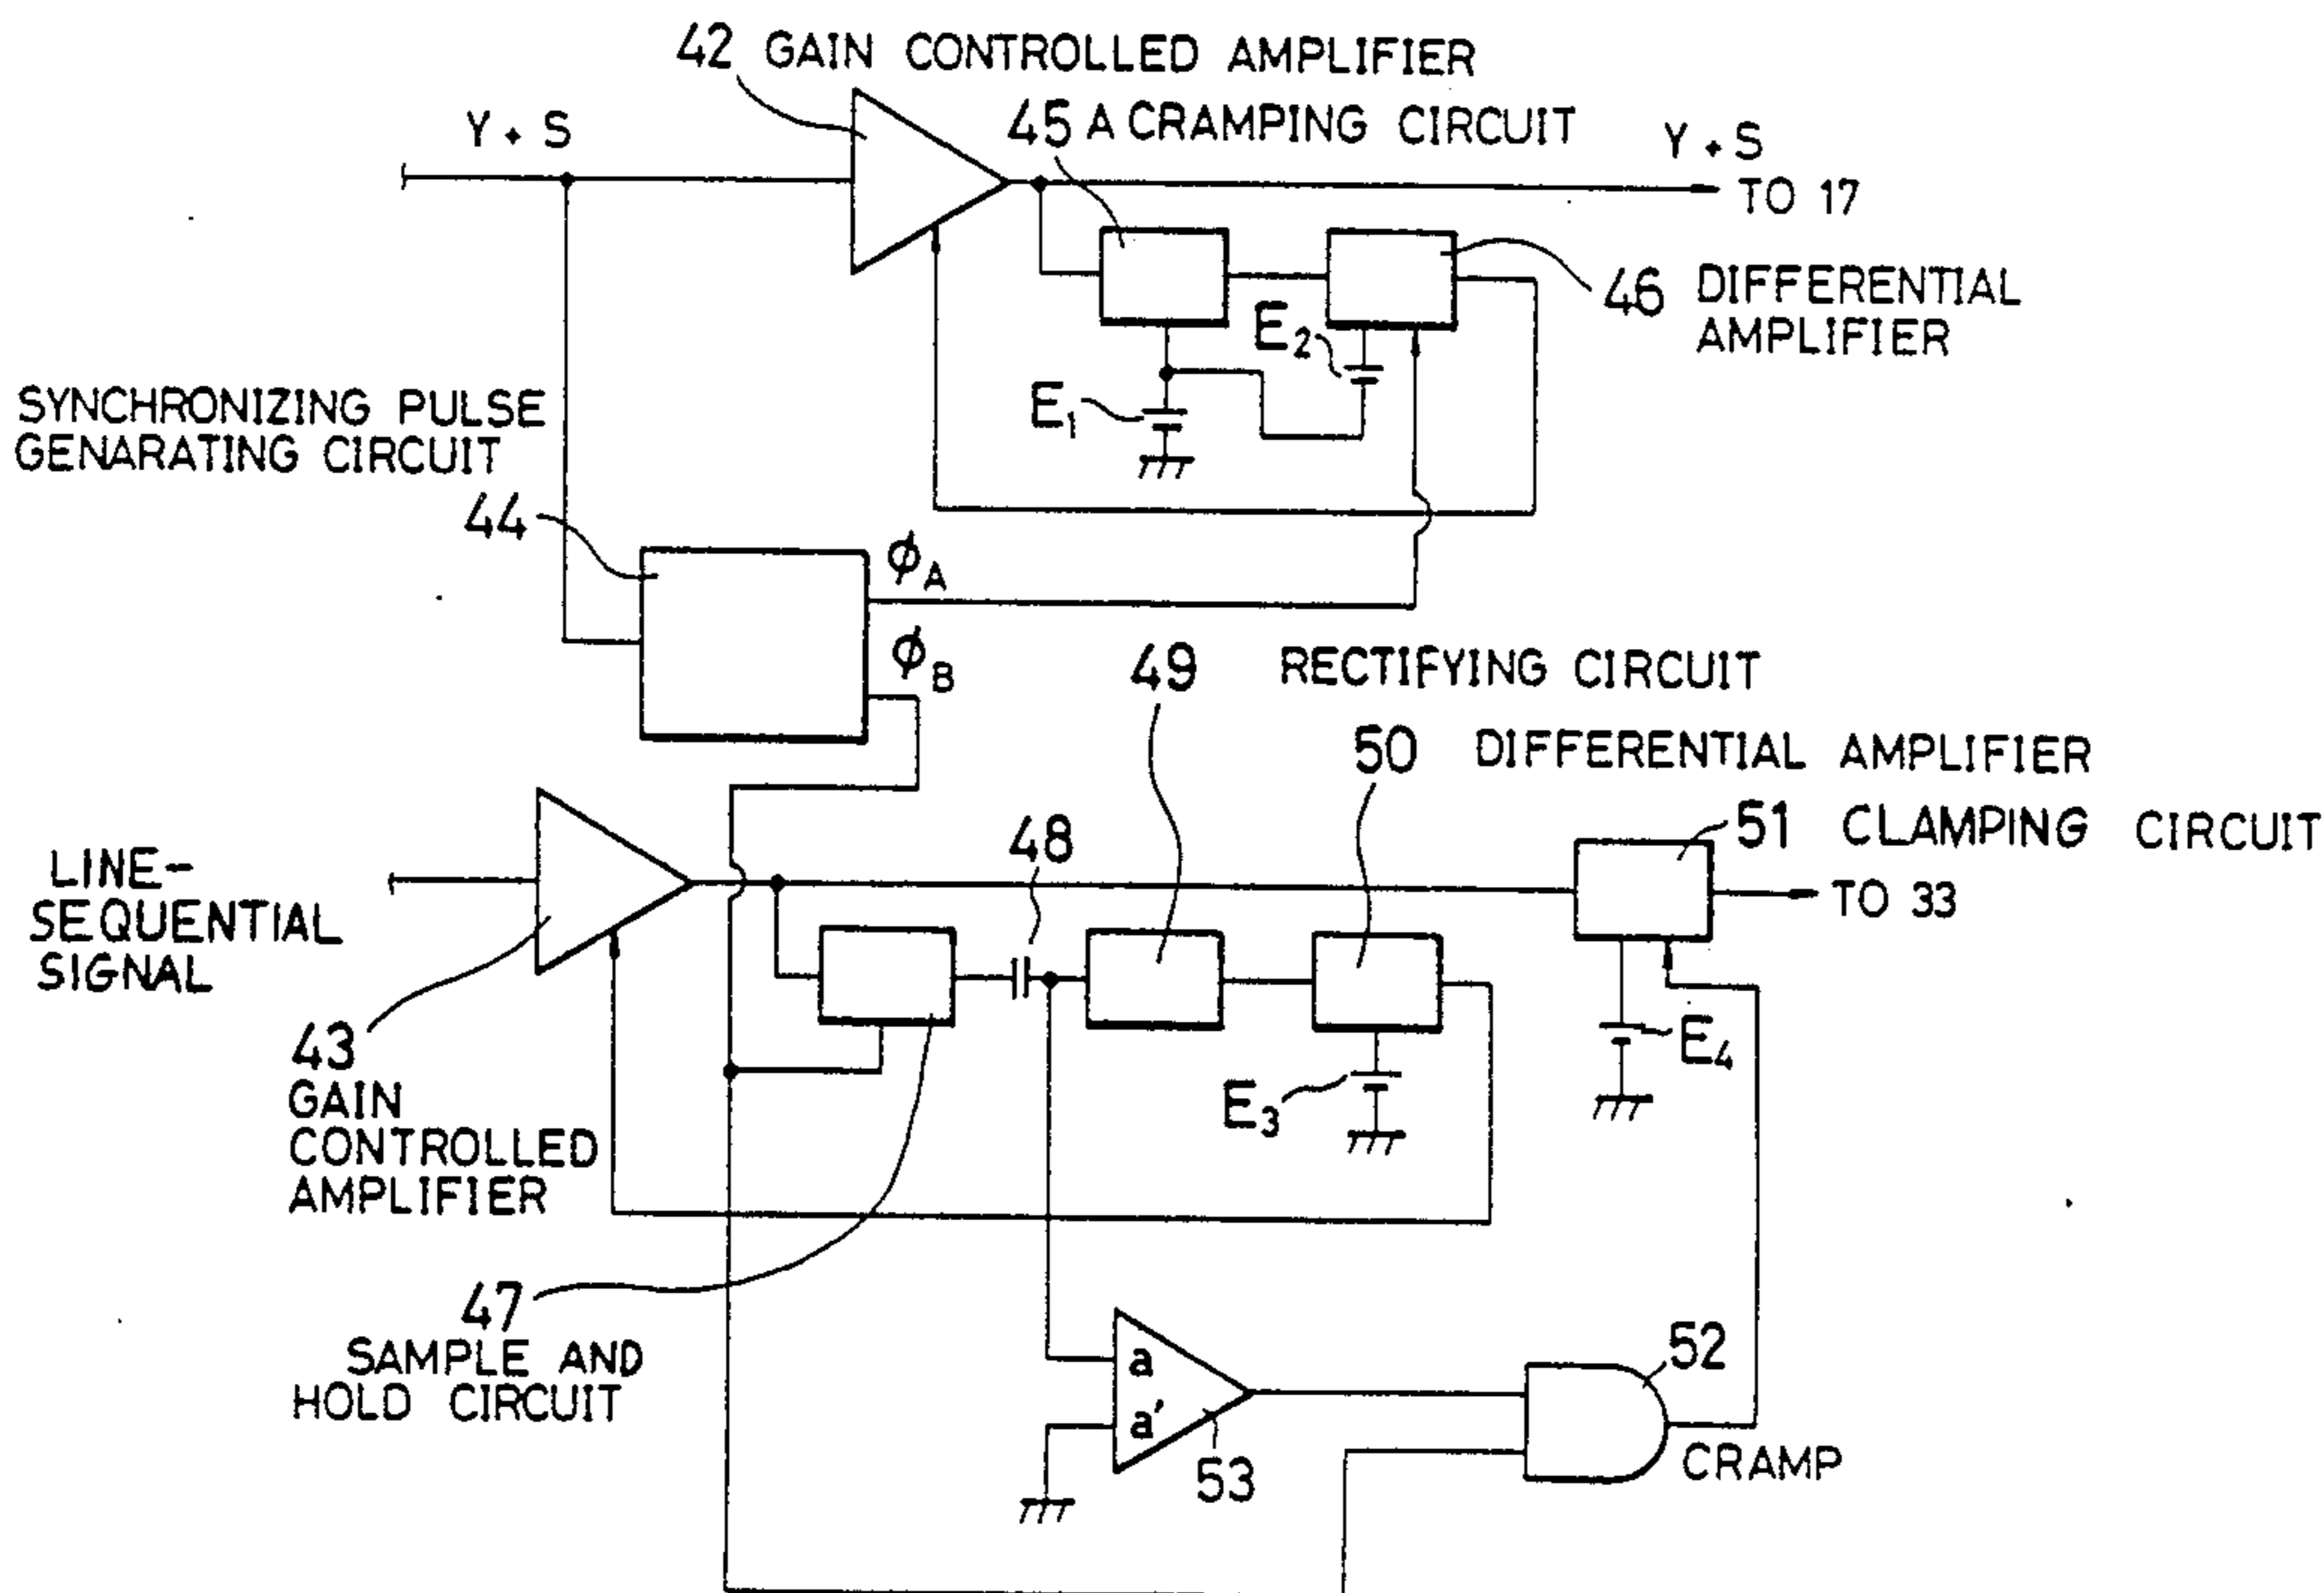 42 GAIN CONTROLLED AMPLIFIER
45 A CRAMPING CIRCUIT
Y + S
Y + S
TO 17
46 DIFFERENTIAL
AMPLIFIER
E2
E1
SYNCHRONIZING PULSE
GENARATING CIRCUIT
44
ϕA
ϕB
49 RECTIFYING CIRCUIT
50 DIFFERENTIAL AMPLIFIER
51 CLAMPING CIRCUIT
48
LINE-
SEQUENTIAL
SIGNAL
TO 33
43
GAIN
CONTROLLED
AMPLIFIER
E3
E4
47
SAMPLE AND
HOLD CIRCUIT
a
a'
53
52
CRAMP